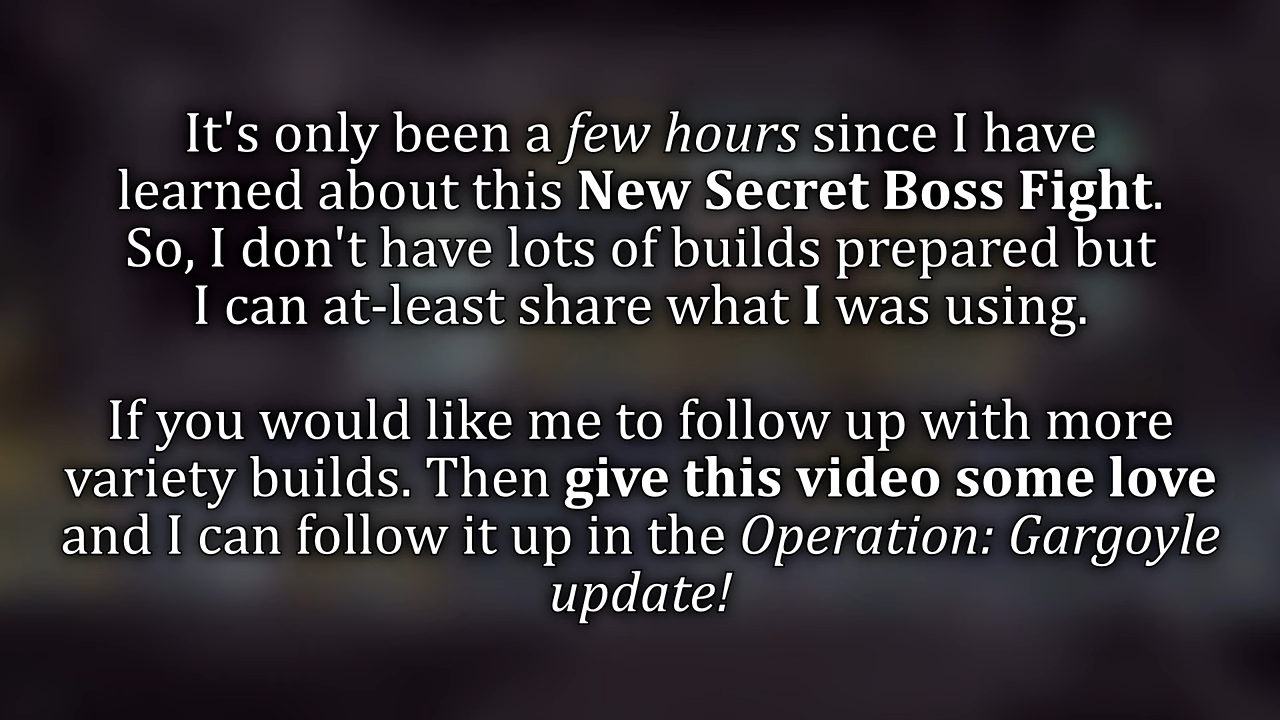 It's only been a few hours since I have
learned about this New Secret Boss Fight.
So, I don't have lots of builds prepared but
I can at-least share what I was using.
If you would like me to follow up with more
variety builds. Then give this video some love
and I can follow it up in the Operation: Gargoyle
update!